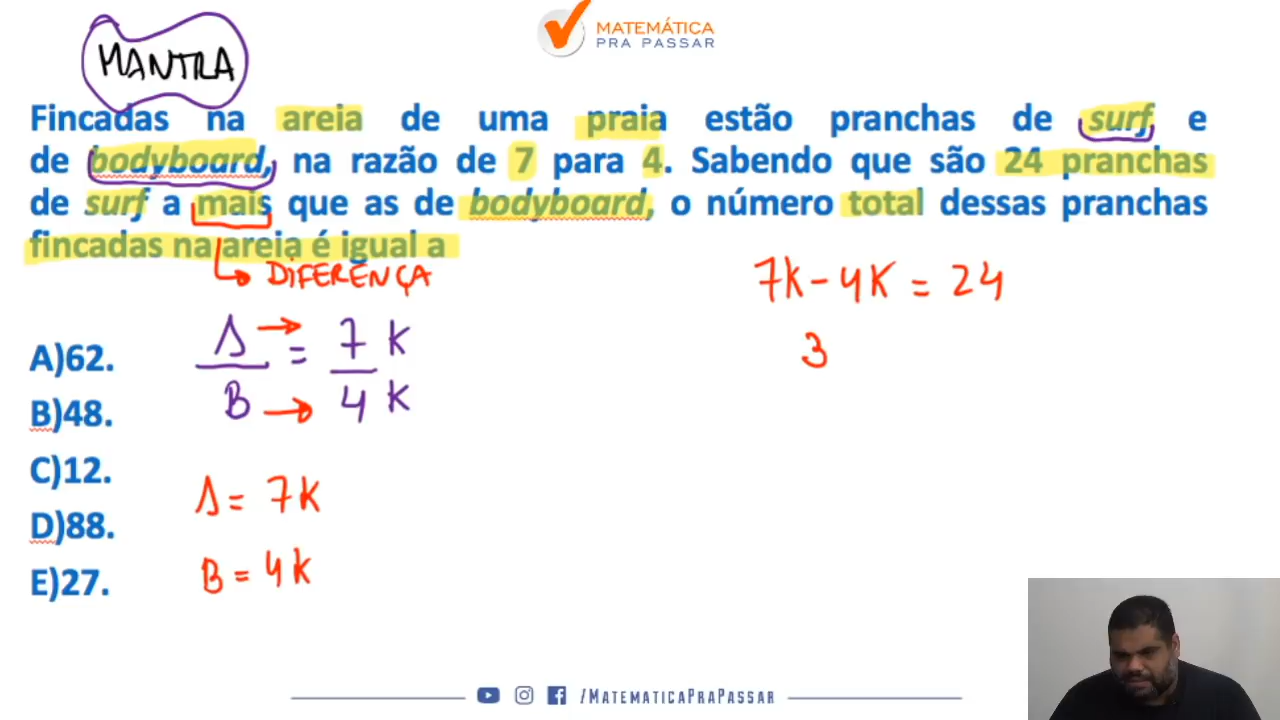 MATEMÁTICA
PRA PASSAR
MANTRA
Fincadas na areia de uma praia estão pranchas de surf e
de bodyboard, na razão de 7 para 4. Sabendo que são 24 pranchas
de surf a mais que as de bodyboard, o número total dessas pranchas
fincadas na areia é igual a
DIFERENÇA
7K - 4K = 24
3
S → = 7 K
B → 4 K
A)62.
B)48.
C)12.
D)88.
E)27.
S = 7K
B = 4K
/MATEMATICAPRAPASSAR